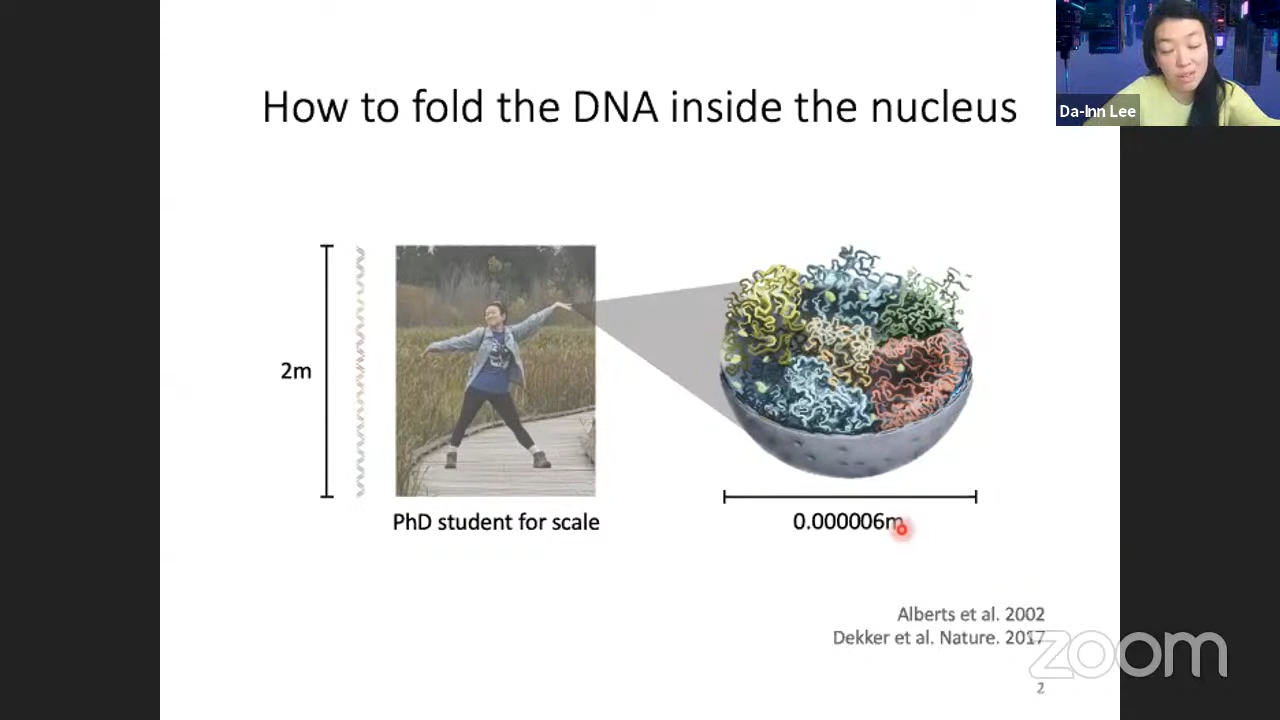 How to fold the DNA inside the nucleus
Da-Inn Lee
2m
PhD student for scale
0.000006m
Alberts et al. 2002
Dekker et al. Nature. 2017
zoom
2